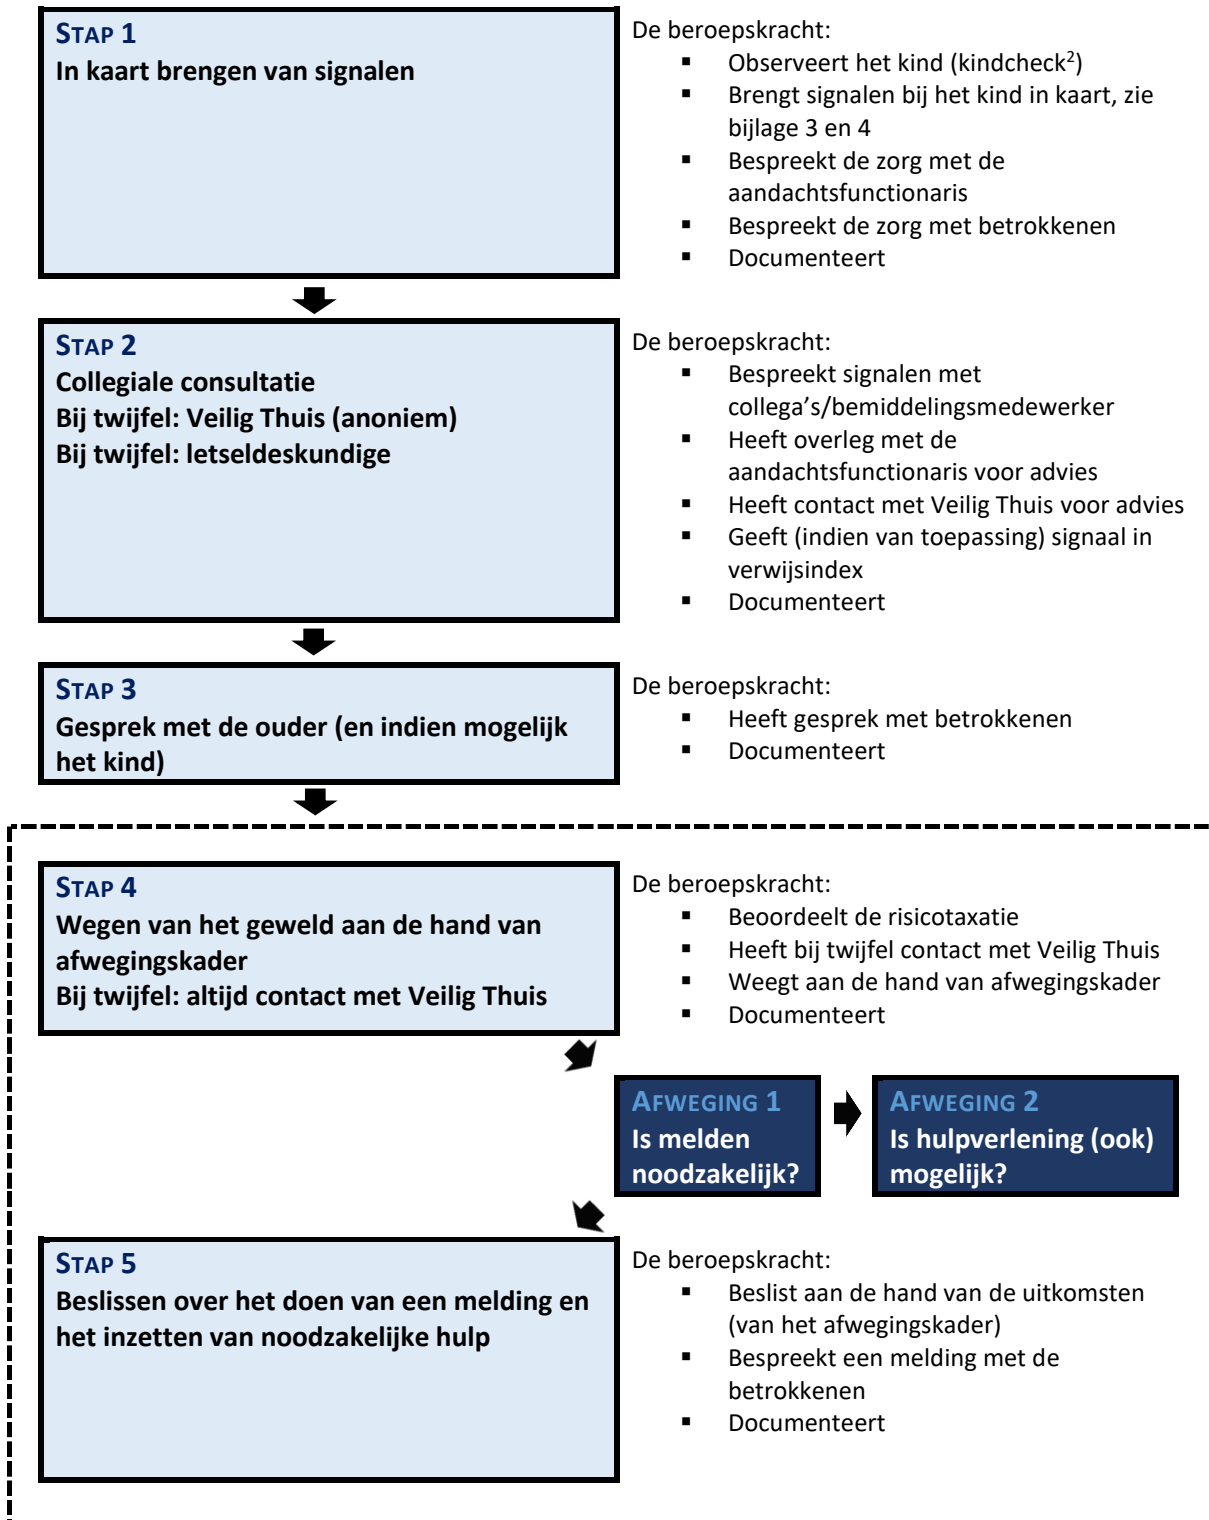 STAP 1
In kaart brengen van signalen
De beroepskracht:
▪ Observeert het kind (kindcheck²)
▪ Brengt signalen bij het kind in kaart, zie
bijlage 3 en 4
▪ Bespreekt de zorg met de
aandachtsfunctionaris
▪ Bespreekt de zorg met betrokkenen
▪ Documenteert
STAP 2
Collegiale consultatie
Bij twijfel: Veilig Thuis (anoniem)
Bij twijfel: letseldeskundige
De beroepskracht:
▪ Bespreekt signalen met
collega's/bemiddelingsmedewerker
▪ Heeft overleg met de
aandachtsfunctionaris voor advies
▪ Heeft contact met Veilig Thuis voor advies
▪ Geeft (indien van toepassing) signaal in
verwijsindex
▪ Documenteert
STAP 3
Gesprek met de ouder (en indien mogelijk
het kind)
De beroepskracht:
▪ Heeft gesprek met betrokkenen
▪ Documenteert
STAP 4
Wegen van het geweld aan de hand van
afwegingskader
Bij twijfel: altijd contact met Veilig Thuis
De beroepskracht:
▪ Beoordeelt de risicotaxatie
▪ Heeft bij twijfel contact met Veilig Thuis
▪ Weegt aan de hand van afwegingskader
▪ Documenteert
AFWEGING 1
Is melden
noodzakelijk?
AFWEGING 2
Is hulpverlening (ook)
mogelijk?
STAP 5
Beslissen over het doen van een melding en
het inzetten van noodzakelijke hulp
De beroepskracht:
▪ Beslist aan de hand van de uitkomsten
(van het afwegingskader)
▪ Bespreekt een melding met de
betrokkenen
▪ Documenteert